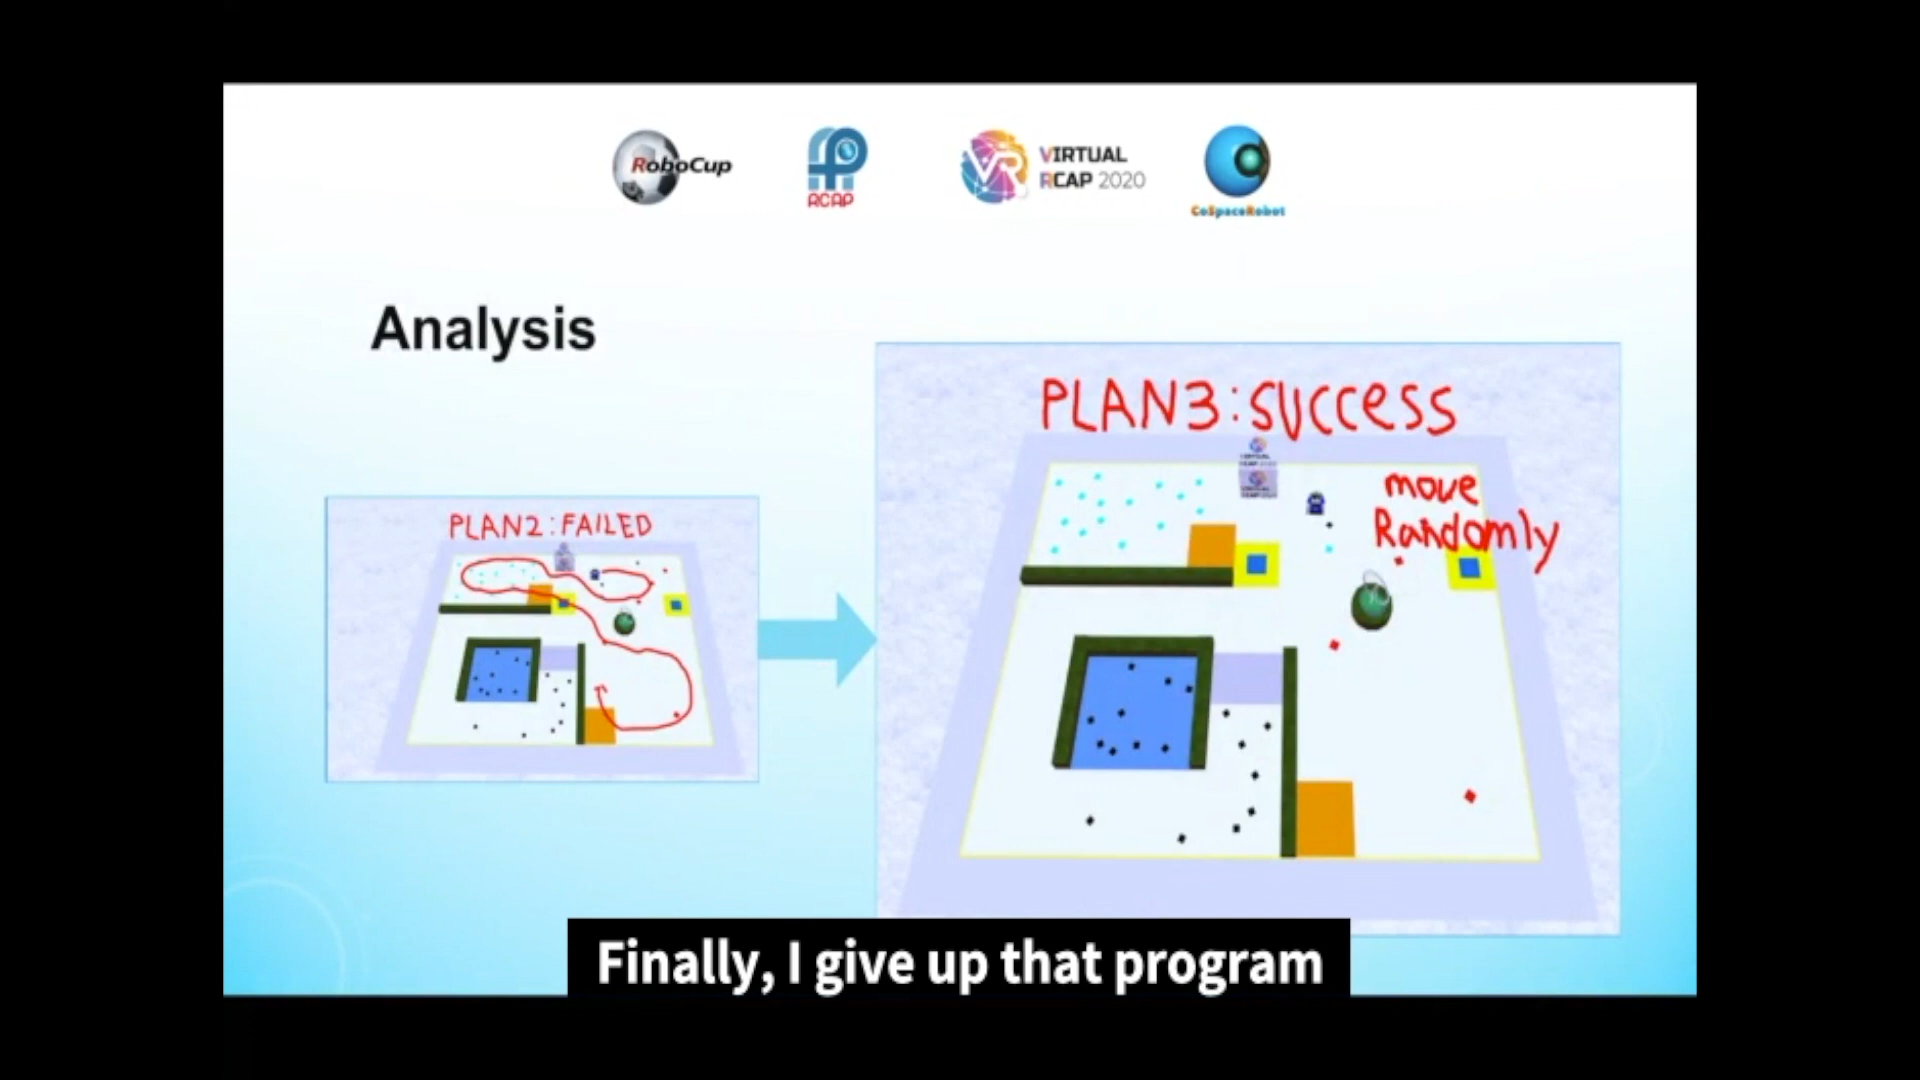 RoboCup
RCAP
VIRTUAL
RCAP 2020
CoSpaceRobot
Analysis
PLAN2:FAILED
PLAN3:SUCCESS
move
Randomly
Finally, I give up that program